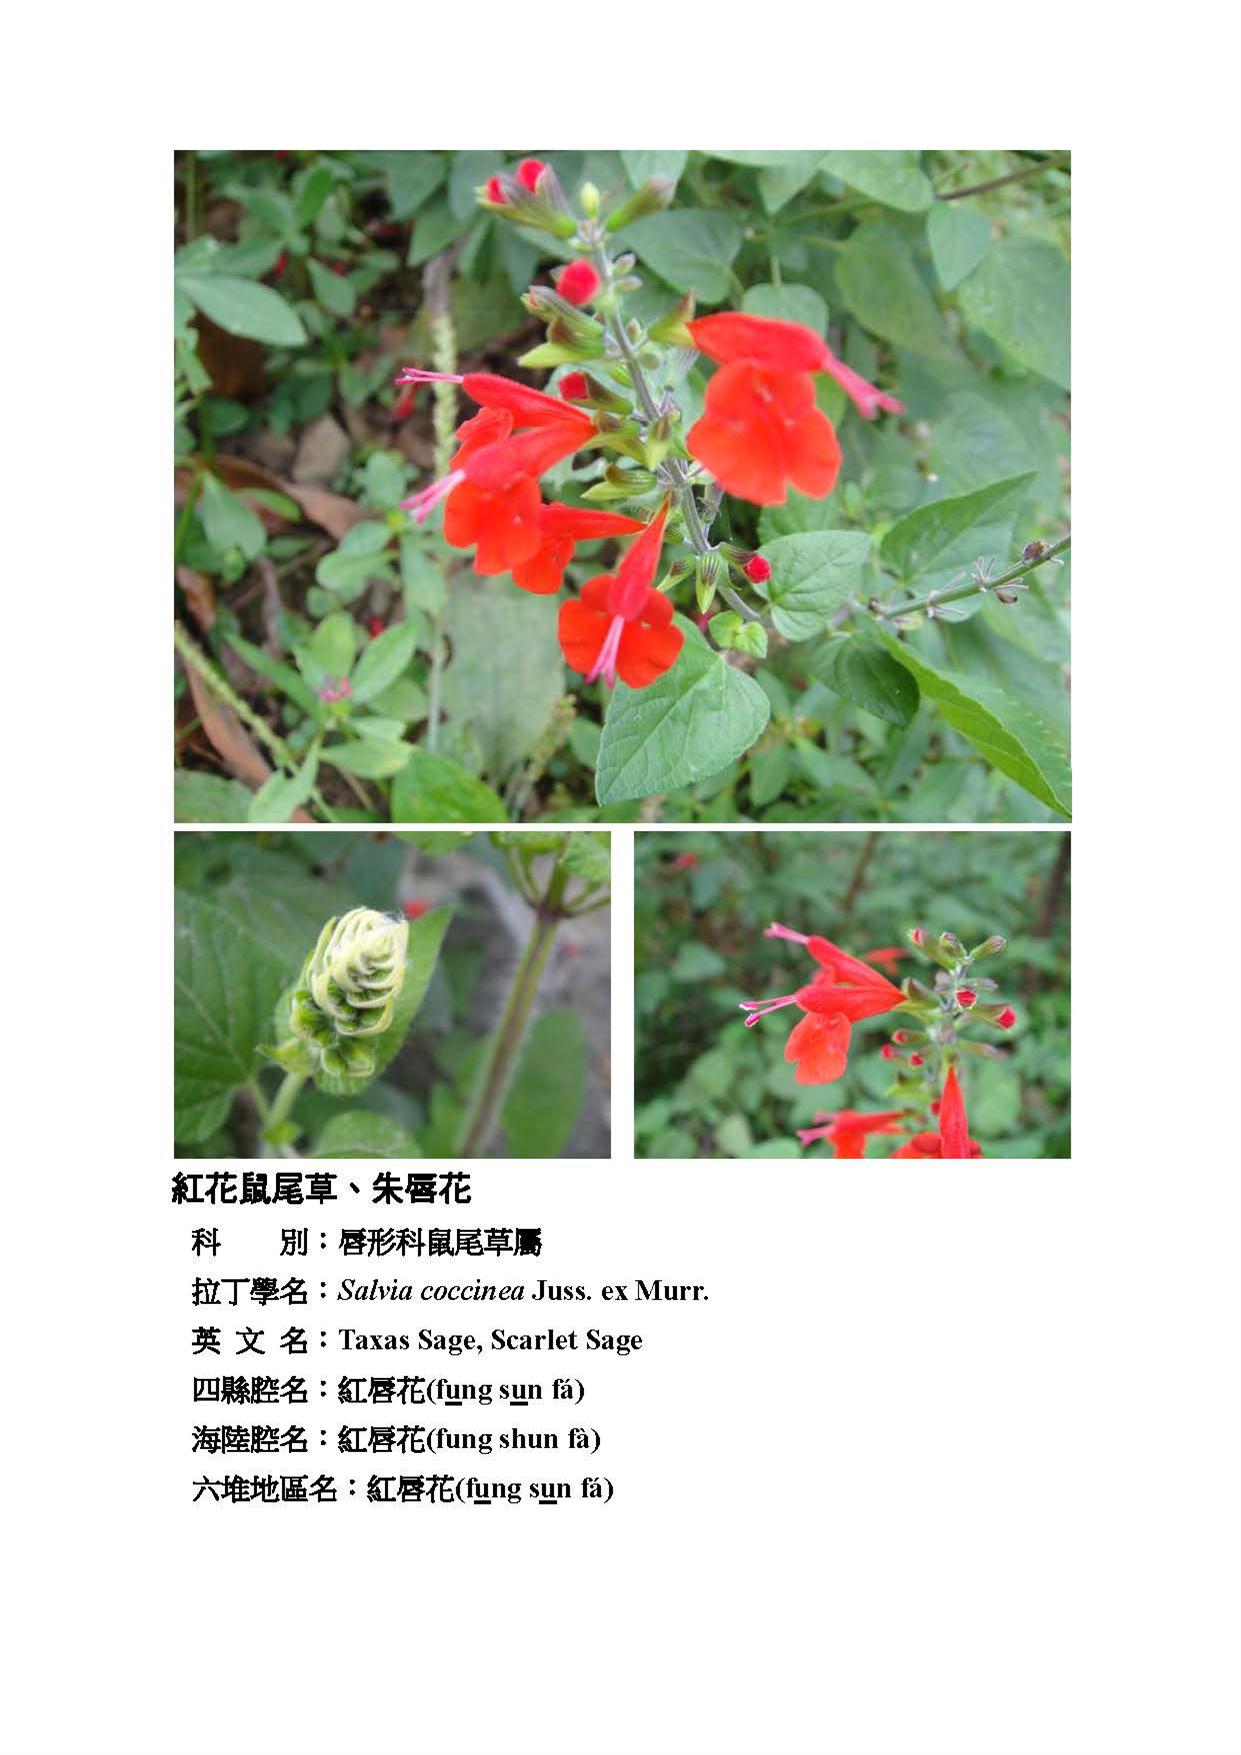 紅花鼠尾草、朱唇花
科　　別：唇形科鼠尾草屬
拉丁學名：Salvia coccinea Juss. ex Murr.
英 文 名：Taxas Sage, Scarlet Sage
四縣腔名：紅唇花(fung sun fá)
海陸腔名：紅唇花(fung shun fà)
六堆地區名：紅唇花(fung sun fá)